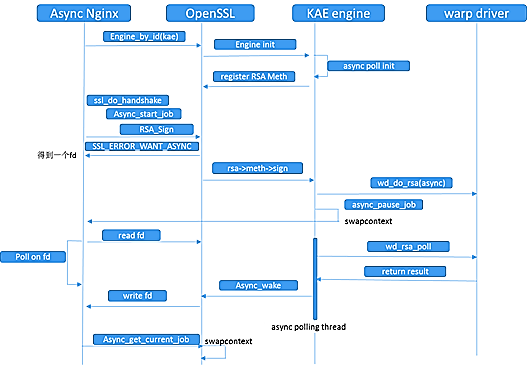 Async Nginx
OpenSSL
KAE engine
warp driver
Engine_by_id(kae)
Engine Init
async poll init
register RSA Meth
ssl_do_handshake
Async_start_job
RSA_Sign
SSL_ERROR_WANT_ASYNC
得到一个fd
rsa->meth->sign
wd_do_rsa(async)
async_pause_job
swapcontext
read fd
wd_rsa_poll
Poll on fd
return result
Async_wake
write fd
async polling thread
Async_get_current_job
swapcontext